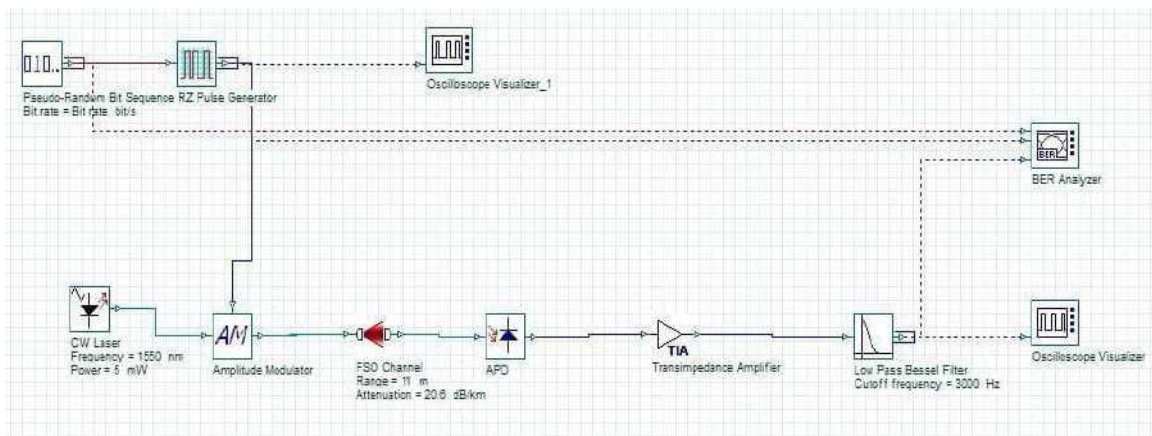 010..
Pseudo-Random Bit Sequence RZ Pulse Generator
Bit rate = Bit rate bit/s
Oscilloscope Visualizer_1
BER
BER Analyzer
CW Laser
Frequency = 1550 nm
Power = 5 mW
AM
Amplitude Modulator
FSO Channel
Range = 11 m
Attenuation = 20.6 dB/km
APD
TIA
Transimpedance Amplifier
Low Pass Bessel Filter
Cutoff frequency = 3000 Hz
Oscilloscope Visualizer